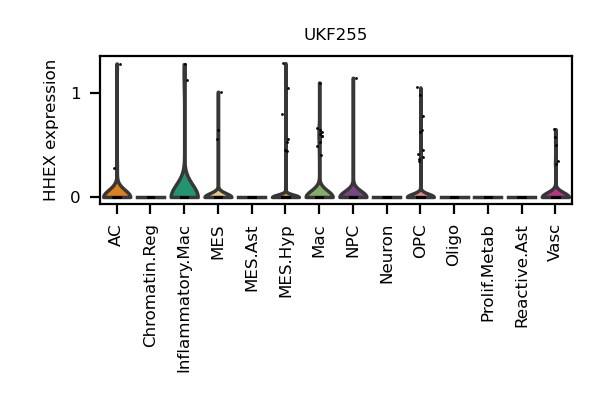 UKF255
HHEX expression
1
0
AC
Chromatin.Reg
Inflammatory.Mac
MES
MES.Ast
MES.Hyp
Mac
NPC
Neuron
OPC
Oligo
Prolif.Metab
Reactive.Ast
Vasc